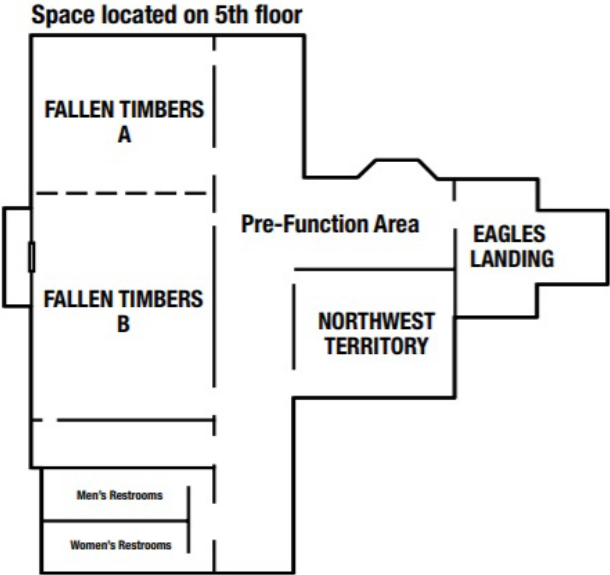 Space located on 5th floor
FALLEN TIMBERS
A
Pre-Function Area
EAGLES
LANDING
FALLEN TIMBERS
B
NORTHWEST
TERRITORY
Men's Restrooms
Women's Restrooms